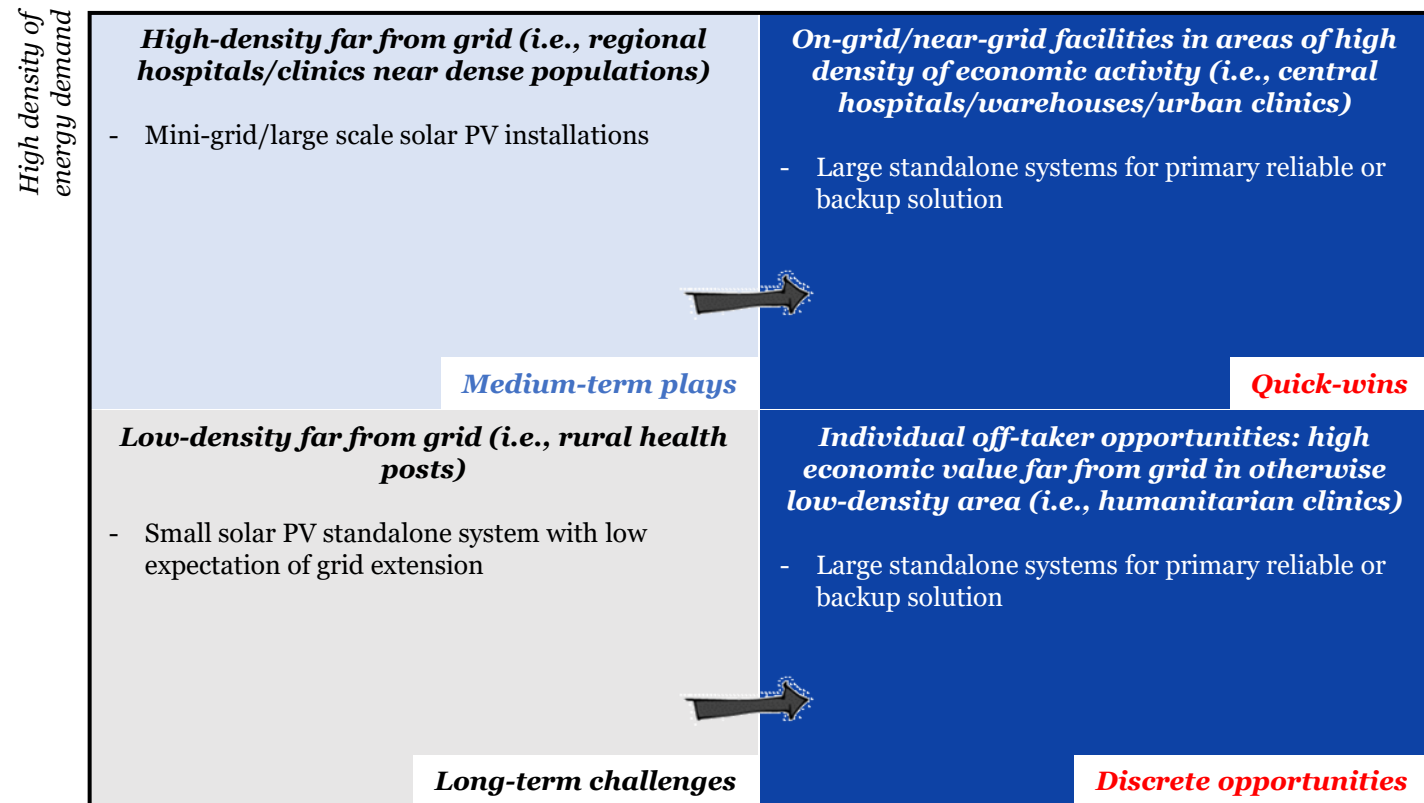 High density of
energy demand
High-density far from grid (i.e., regional
hospitals/clinics near dense populations)
- Mini-grid/large scale solar PV installations
Medium-term plays
On-grid/near-grid facilities in areas of high
density of economic activity (i.e., central
hospitals/warehouses/urban clinics)
- Large standalone systems for primary reliable or
backup solution
Quick-wins
Low-density far from grid (i.e., rural health
posts)
- Small solar PV standalone system with low
expectation of grid extension
Long-term challenges
Individual off-taker opportunities: high
economic value far from grid in otherwise
low-density area (i.e., humanitarian clinics)
- Large standalone systems for primary reliable or
backup solution
Discrete opportunities